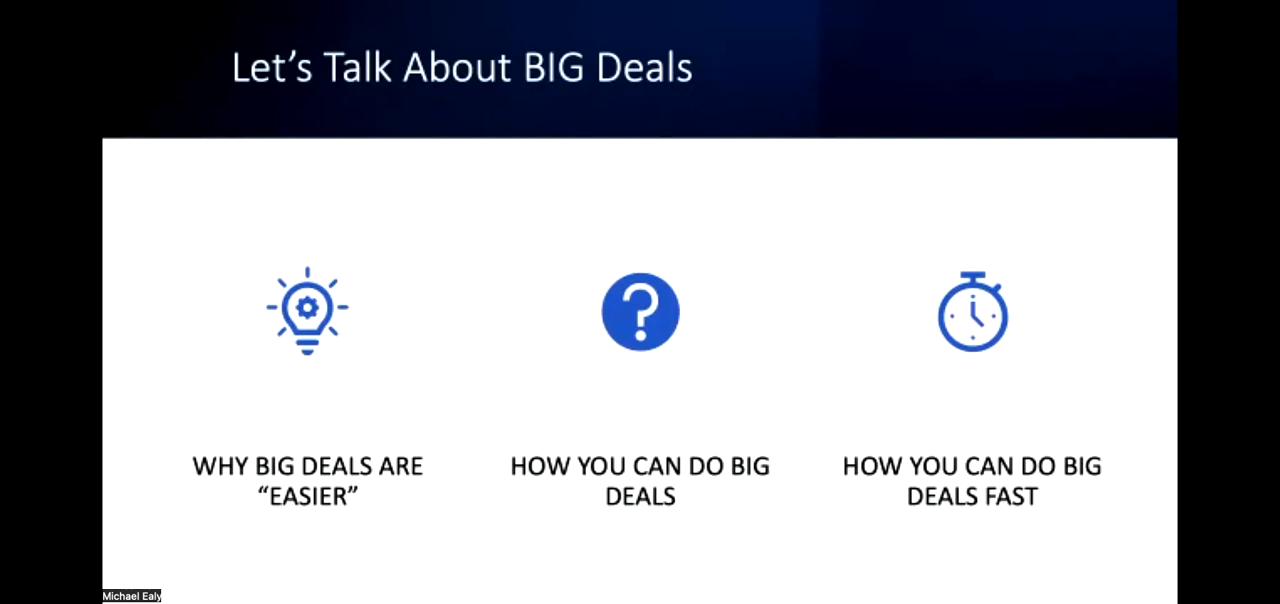 Let’s Talk About BIG Deals
WHY BIG DEALS ARE
“EASIER”
HOW YOU CAN DO BIG
DEALS
HOW YOU CAN DO BIG
DEALS FAST
Michael Ealy